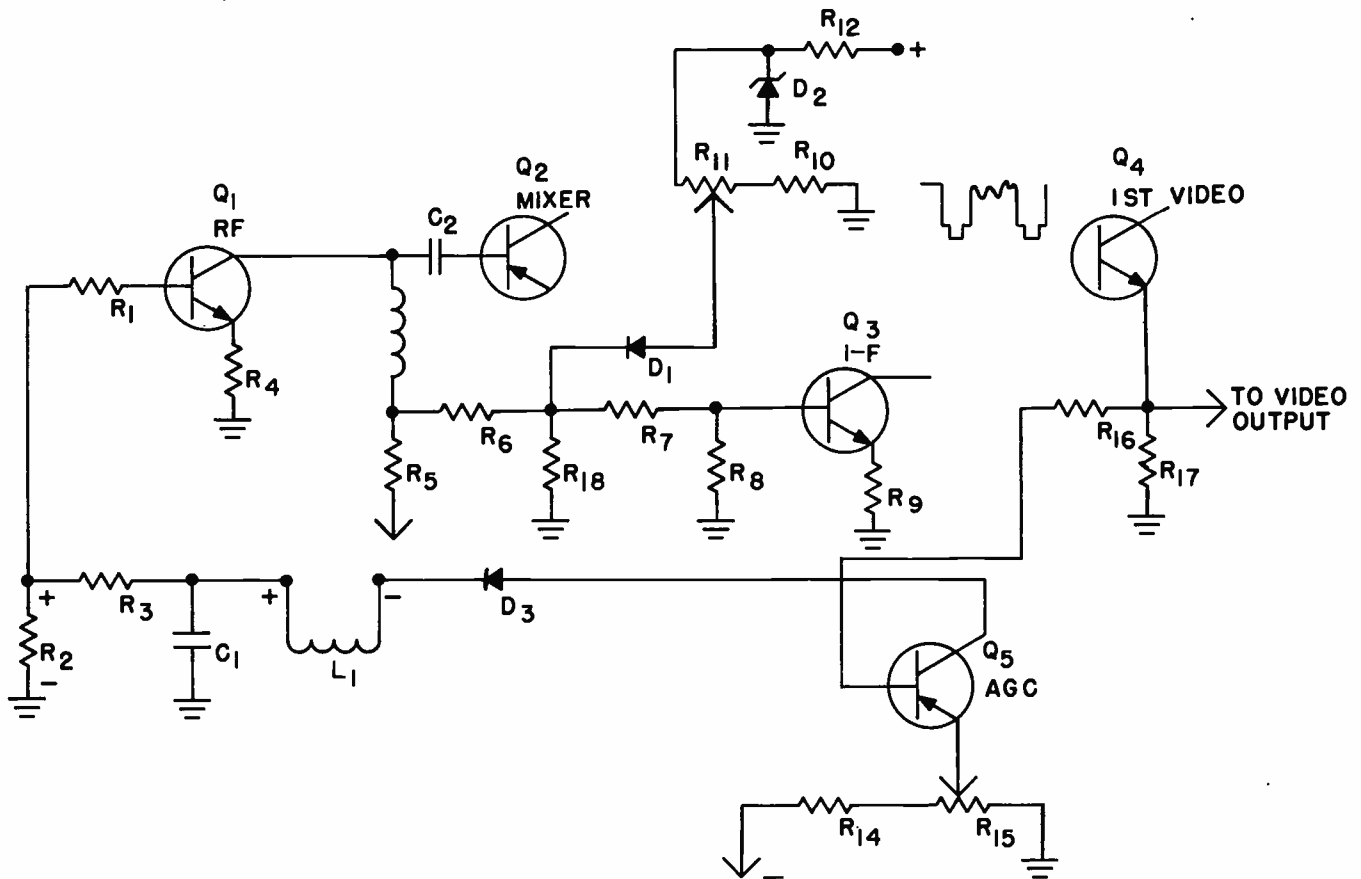 R12
+
D2
R11
R10
Q1
RF
Q2
MIXER
C2
Q4
1ST VIDEO
R1
R4
D1
Q3
I-F
TO VIDEO
OUTPUT
R6
R7
R16
R5
R18
R8
R9
R17
+
R3
+
-
D3
R2
-
C1
L1
Q5
AGC
R14
R15
-